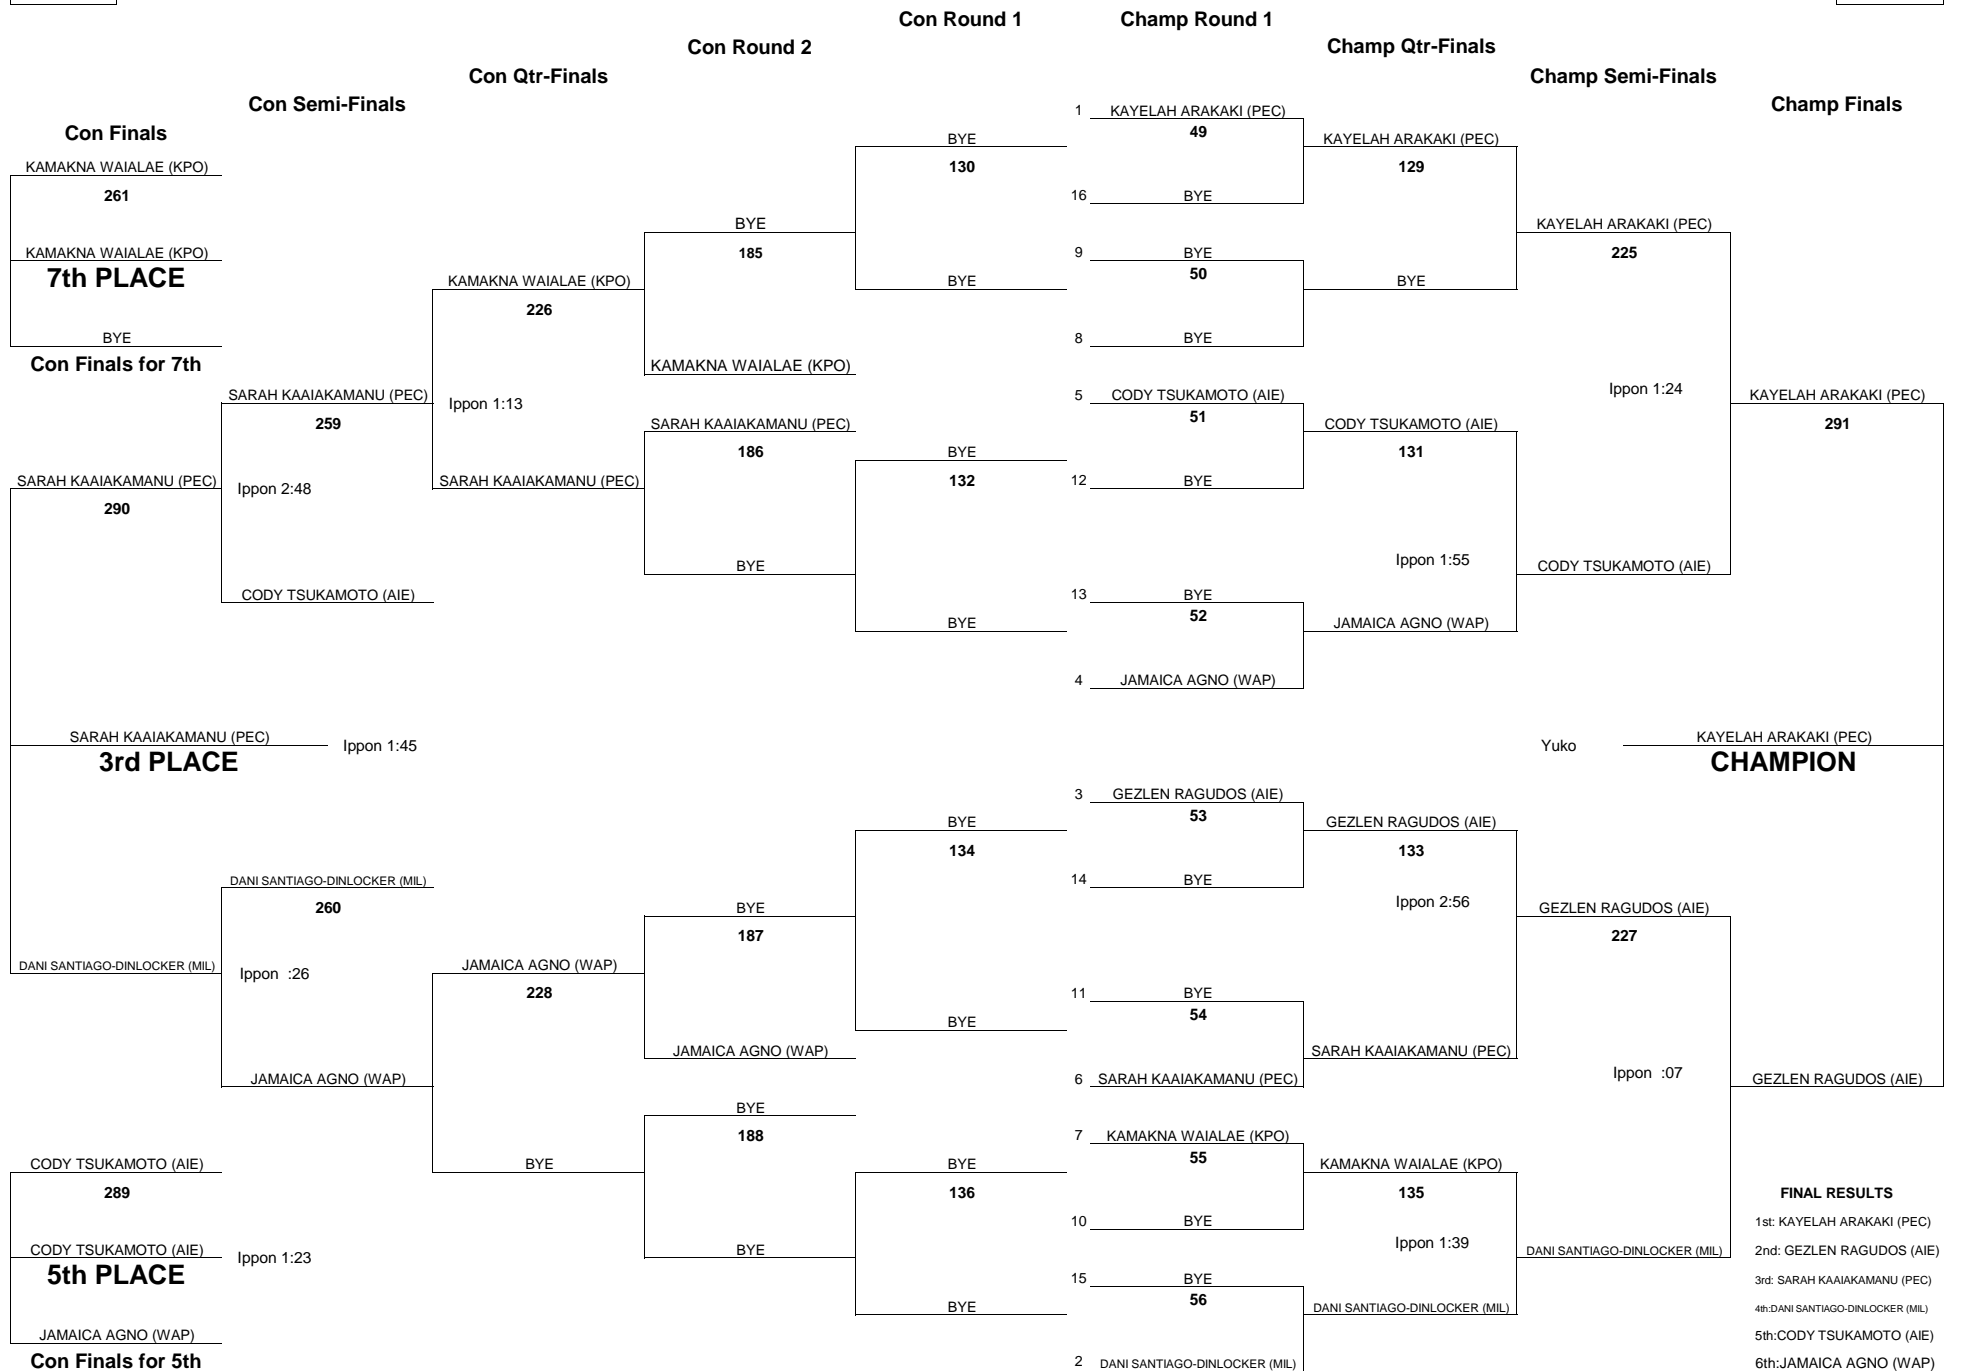 Con Round 1
Champ Round 1
Con Round 2
Champ Qtr-Finals
Con Qtr-Finals
Champ Semi-Finals
Con Semi-Finals
Champ Finals
Con Finals
1 KAYELAH ARAKAKI (PEC)
49
BYE
KAYELAH ARAKAKI (PEC)
KAMAKNA WAIALAE (KPO)
130
129
261
16 BYE
BYE
KAYELAH ARAKAKI (PEC)
KAMAKNA WAIALAE (KPO)
185
9 BYE
225
7th PLACE
50
KAMAKNA WAIALAE (KPO)
BYE
BYE
226
BYE
8 BYE
Con Finals for 7th
KAMAKNA WAIALAE (KPO)
Ippon 1:24
SARAH KAAIAKAMANU (PEC)
Ippon 1:13
5 CODY TSUKAMOTO (AIE)
KAYELAH ARAKAKI (PEC)
259
51
291
SARAH KAAIAKAMANU (PEC)
CODY TSUKAMOTO (AIE)
186
BYE
131
SARAH KAAIAKAMANU (PEC)
Ippon 2:48
SARAH KAAIAKAMANU (PEC)
132
12 BYE
290
Ippon 1:55
BYE
CODY TSUKAMOTO (AIE)
CODY TSUKAMOTO (AIE)
13 BYE
52
BYE
JAMAICA AGNO (WAP)
4 JAMAICA AGNO (WAP)
SARAH KAAIAKAMANU (PEC)
Ippon 1:45
Yuko
KAYELAH ARAKAKI (PEC)
3rd PLACE
CHAMPION
3 GEZLEN RAGUDOS (AIE)
53
BYE
GEZLEN RAGUDOS (AIE)
134
133
DANI SANTIAGO-DINLOCKER (MIL)
14 BYE
260
BYE
Ippon 2:56
GEZLEN RAGUDOS (AIE)
187
227
DANI SANTIAGO-DINLOCKER (MIL)
Ippon :26
JAMAICA AGNO (WAP)
228
11 BYE
54
BYE
JAMAICA AGNO (WAP)
SARAH KAAIAKAMANU (PEC)
Ippon :07
JAMAICA AGNO (WAP)
6 SARAH KAAIAKAMANU (PEC)
GEZLEN RAGUDOS (AIE)
BYE
188
7 KAMAKNA WAIALAE (KPO)
55
CODY TSUKAMOTO (AIE)
BYE
BYE
KAMAKNA WAIALAE (KPO)
289
136
135
FINAL RESULTS
10 BYE
1st: KAYELAH ARAKAKI (PEC)
CODY TSUKAMOTO (AIE)
Ippon 1:23
BYE
Ippon 1:39
DANI SANTIAGO-DINLOCKER (MIL)
2nd: GEZLEN RAGUDOS (AIE)
5th PLACE
15 BYE
3rd: SARAH KAAIAKAMANU (PEC)
56
BYE
DANI SANTIAGO-DINLOCKER (MIL)
4th:DANI SANTIAGO-DINLOCKER (MIL)
JAMAICA AGNO (WAP)
5th:CODY TSUKAMOTO (AIE)
Con Finals for 5th
2 DANI SANTIAGO-DINLOCKER (MIL)
6th:JAMAICA AGNO (WAP)